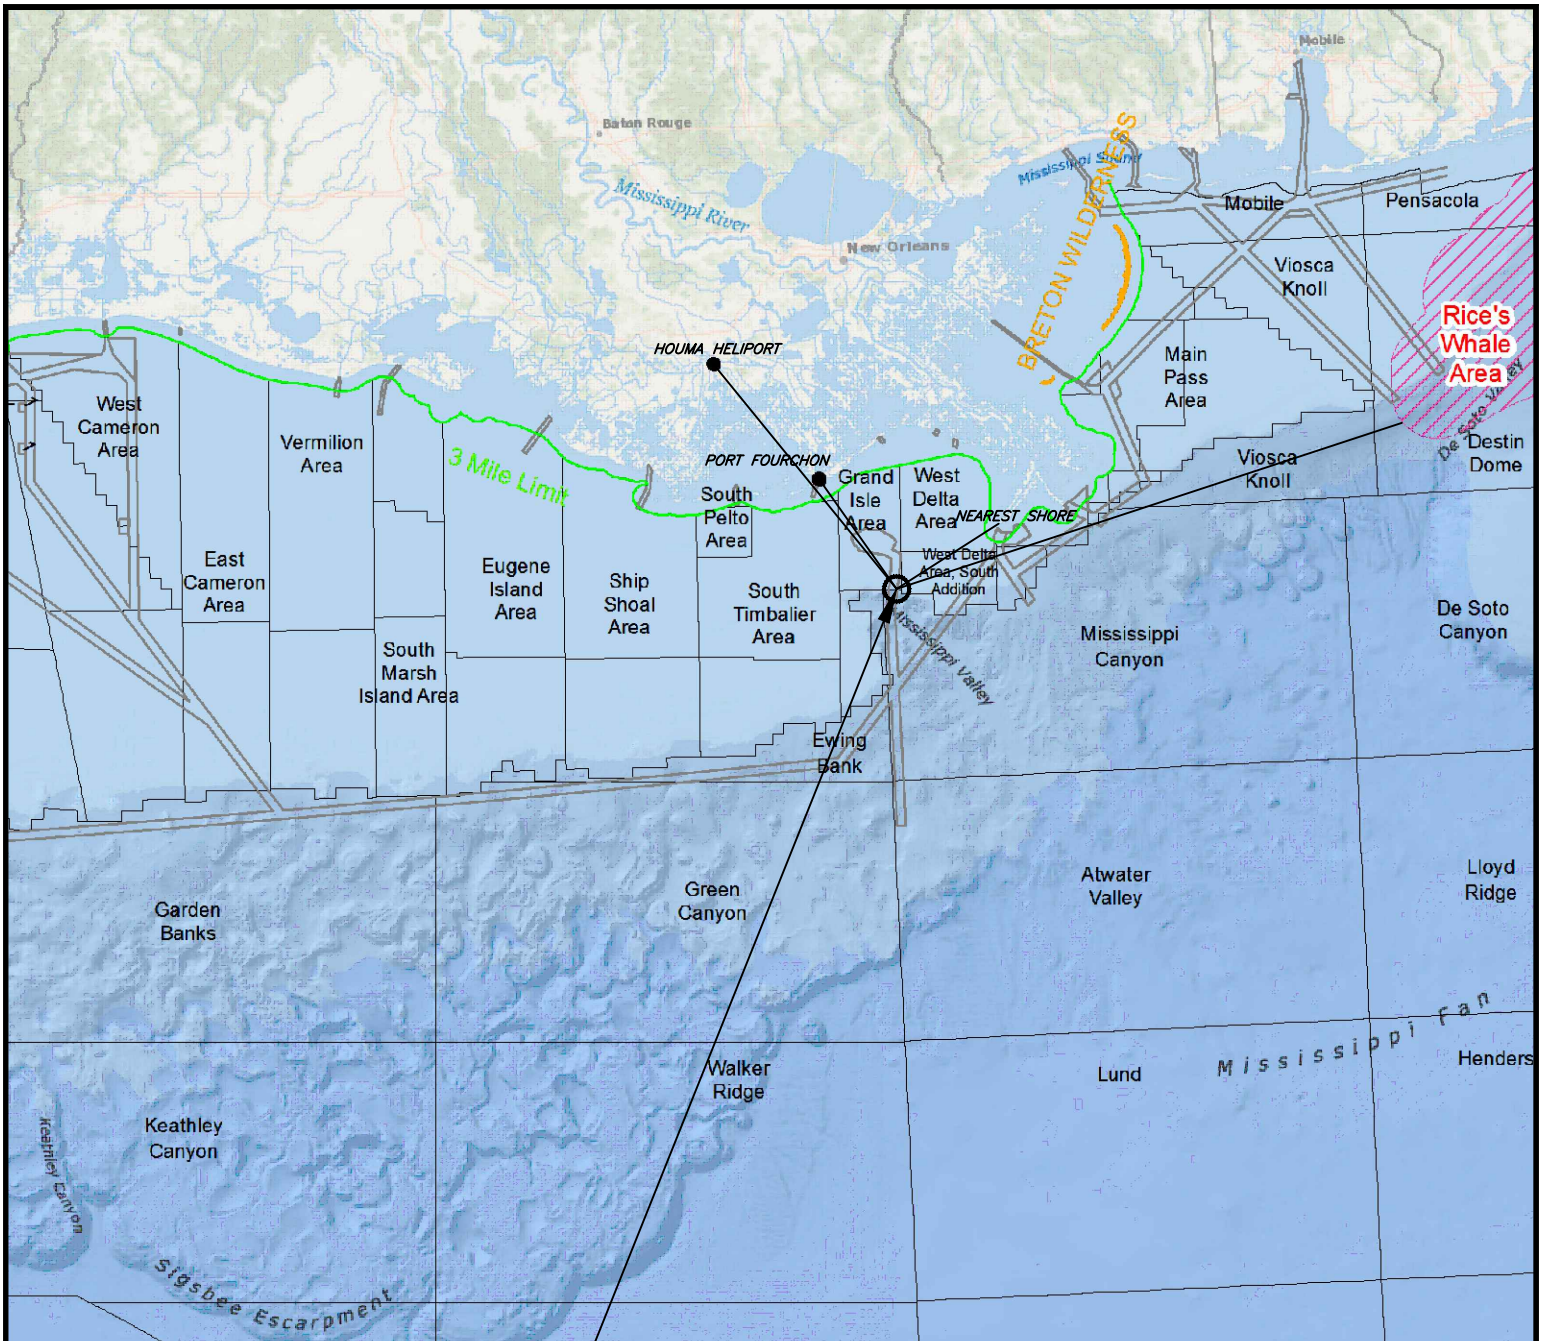 Mobile
Baton Rouge
Mississippi River
New Orleans
Mississippi Sound
BRETON WILDERNESS
Mobile
Pensacola
Viosca
Knoll
Rice's
Whale
Area
De Soto Valley
HOUMA HELIPORT
Main
Pass
Area
West
Cameron
Area
Vermilion
Area
3 Mile Limit
PORT FOURCHON
South
Pelto
Area
Grand
Isle
Area
West
Delta
Area
NEAREST SHORE
Viosca
Knoll
Destin
Dome
East
Cameron
Area
Eugene
Island
Area
Ship
Shoal
Area
South
Timbalier
Area
West Delta
Area, South
Addition
Mississippi Valley
Mississippi
Canyon
De Soto
Canyon
South
Marsh
Island Area
Ewing
Bank
Garden
Banks
Green
Canyon
Atwater
Valley
Lloyd
Ridge
Mississippi Fan
Walker
Ridge
Lund
Henders
Keathley
Canyon
Keathley Canyon
Sigsbee Escarpment